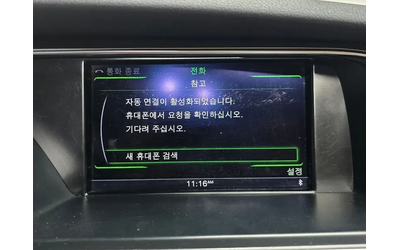 통화 종료
전화
참고
자동 연결이 활성화되었습니다.
휴대폰에서 요청을 확인하십시오.
기다려 주십시오.
새 휴대폰 검색
설정
11:16AM